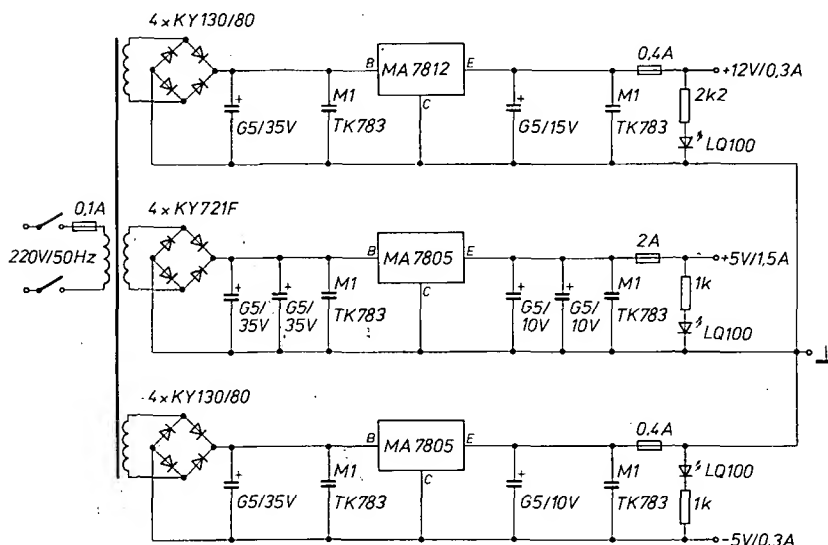 4×KY130/80
B MA7812 E
C
G5/35V
M1
TK783
G5/15V
M1
TK783
0,4A
+12V/0,3A
2k2
LQ100
0,1A
220V/50Hz
4×KY721F
B MA7805 E
C
G5/
35V
G5/
35V
M1
TK783
G5/
10V
G5/
10V
M1
TK783
2A
+5V/1,5A
1k
LQ100
4×KY130/80
B MA7805 E
C
G5/35V
M1
TK783
G5/10V
M1
TK783
0,4A
LQ100
1k
-5V/0,3A